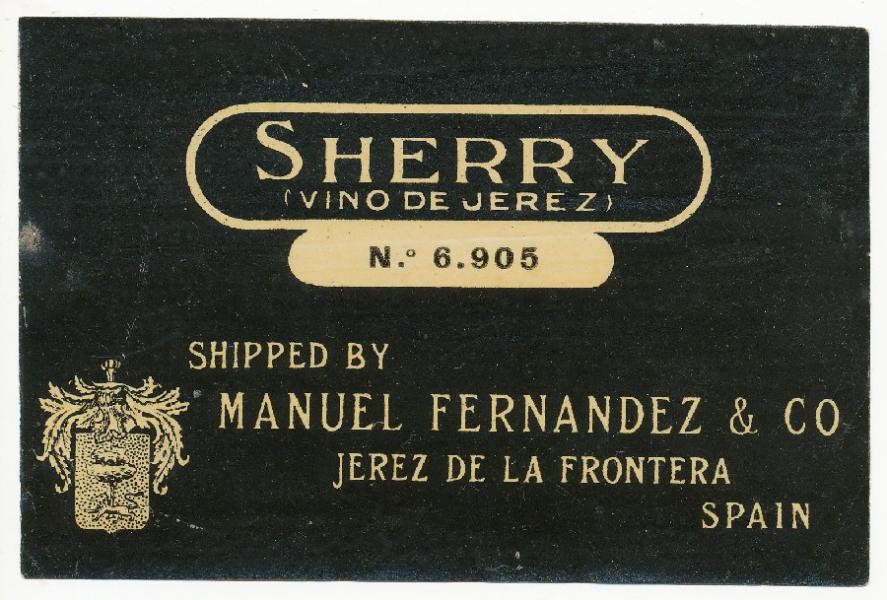 SHERRY
(VINO DE JEREZ)
N.º 6.905
SHIPPED BY
MANUEL FERNANDEZ & CO
JEREZ DE LA FRONTERA
SPAIN